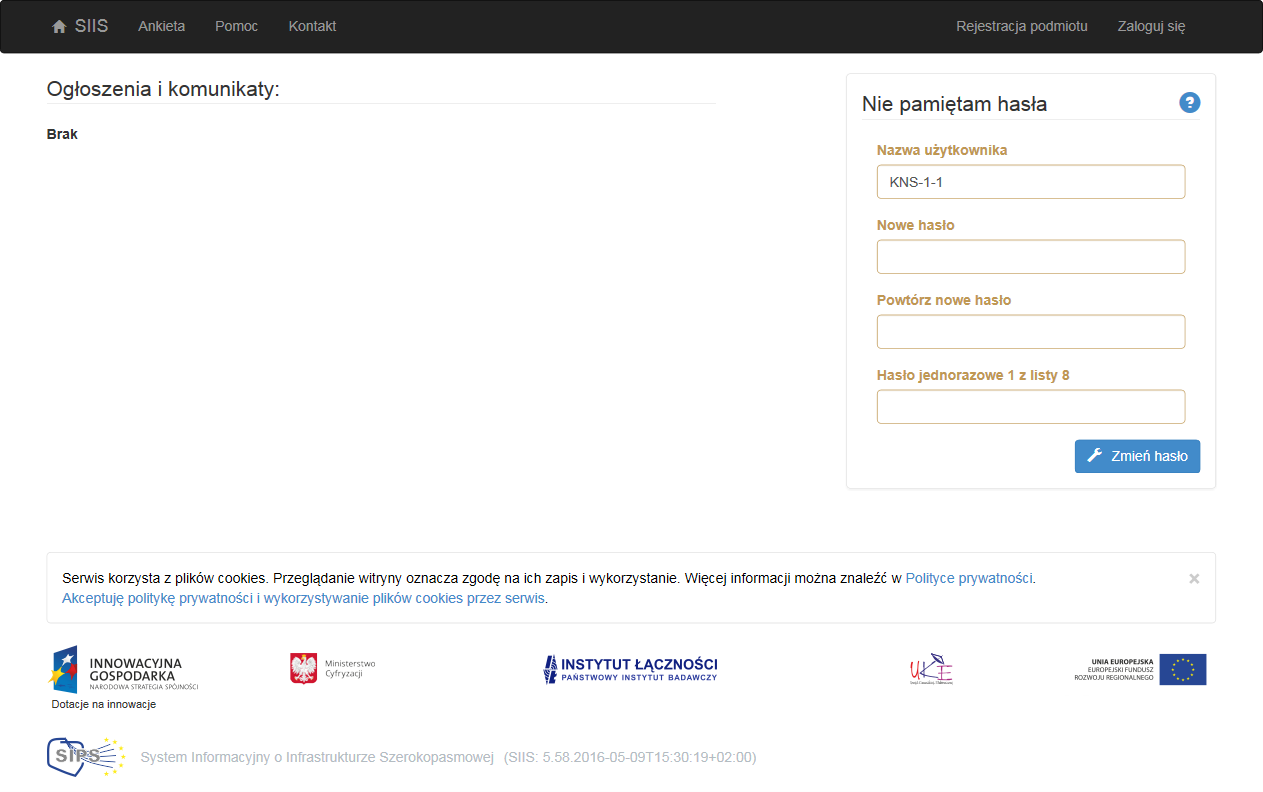 SIIS Ankieta Pomoc Kontakt Rejestracja podmiotu Zaloguj się
Ogłoszenia i komunikaty:
Brak
Nie pamiętam hasła ?
Nazwa użytkownika
KNS-1-1
Nowe hasło
Powtórz nowe hasło
Hasło jednorazowe 1 z listy 8
Zmień hasło
Serwis korzysta z plików cookies. Przeglądanie witryny oznacza zgodę na ich zapis i wykorzystanie. Więcej informacji można znaleźć w Polityce prywatności.
Akceptuję politykę prywatności i wykorzystywanie plików cookies przez serwis.
×
INNOWACYJNA
GOSPODARKA
NARODOWA STRATEGIA SPÓJNOŚCI
Dotacje na innowacje
Ministerstwo
Cyfryzacji
INSTYTUT ŁĄCZNOŚCI
PAŃSTWOWY INSTYTUT BADAWCZY
UKE
UNIA EUROPEJSKA
EUROPEJSKI FUNDUSZ
ROZWOJU REGIONALNEGO
SIPS
System Informacyjny o Infrastrukturze Szerokopasmowej (SIIS: 5.58.2016-05-09T15:30:19+02:00)